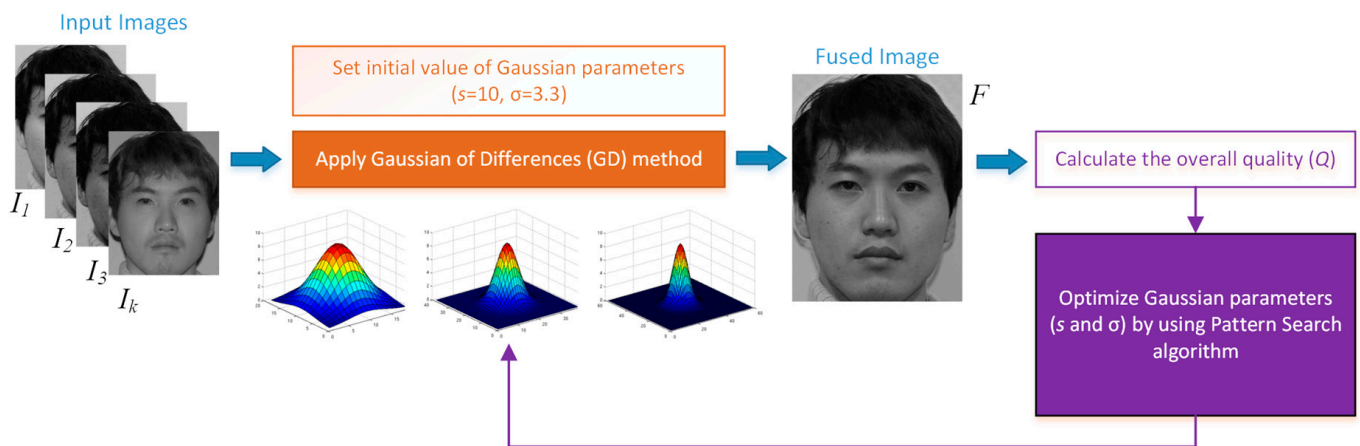 Input Images
I1
I2
I3
Ik
Set initial value of Gaussian parameters
(s=10, σ=3.3)
Apply Gaussian of Differences (GD) method
Fused Image
F
Calculate the overall quality (Q)
Optimize Gaussian parameters
(s and σ) by using Pattern Search
algorithm